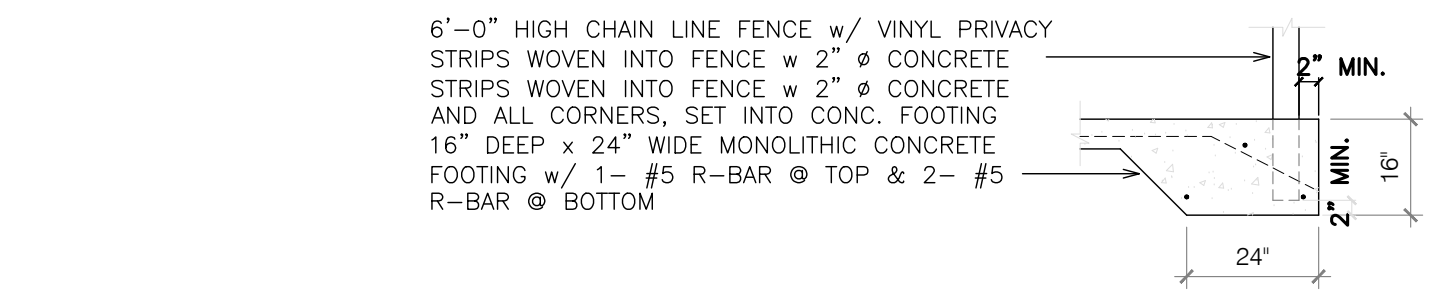 6'-0" HIGH CHAIN LINE FENCE w/ VINYL PRIVACY
STRIPS WOVEN INTO FENCE w 2" ø CONCRETE
STRIPS WOVEN INTO FENCE w 2" ø CONCRETE
AND ALL CORNERS, SET INTO CONC. FOOTING
16" DEEP x 24" WIDE MONOLITHIC CONCRETE
FOOTING w/ 1- #5 R-BAR @ TOP & 2- #5
R-BAR @ BOTTOM
2" MIN.
2" MIN.
16"
24"